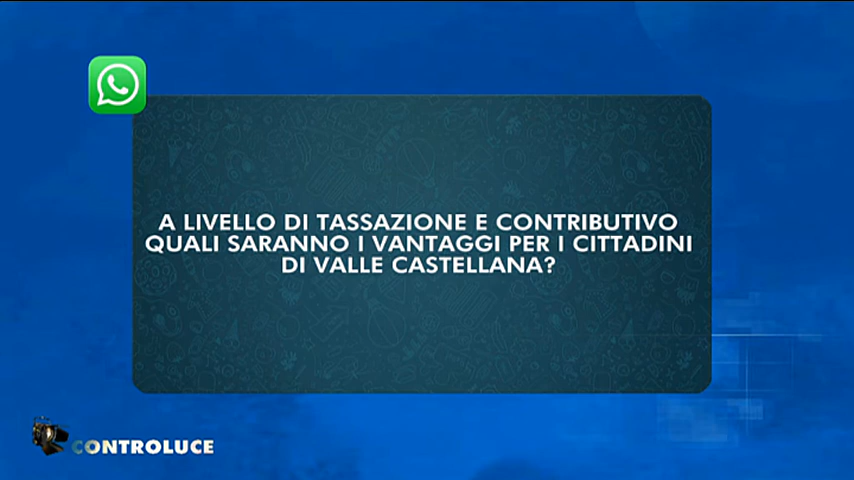 A LIVELLO DI TASSAZIONE E CONTRIBUTIVO
QUALI SARANNO I VANTAGGI PER I CITTADINI
DI VALLE CASTELLANA?
CONTROLUCE